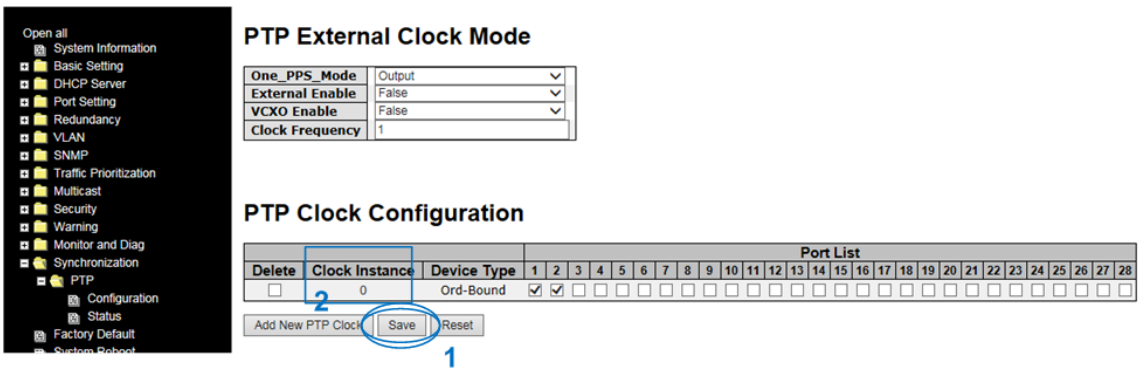 Open all
System Information
Basic Setting
DHCP Server
Port Setting
Redundancy
VLAN
SNMP
Traffic Prioritization
Multicast
Security
Warning
Monitor and Diag
Synchronization
PTP
Configuration
Status
Factory Default
System Reboot
PTP External Clock Mode
One_PPS_Mode Output
External Enable False
VCXO Enable False
Clock Frequency 1
PTP Clock Configuration
Port List
Delete Clock Instance Device Type 1 2 3 4 5 6 7 8 9 10 11 12 13 14 15 16 17 18 19 20 21 22 23 24 25 26 27 28
0 Ord-Bound
2
Add New PTP Clock Save Reset
1